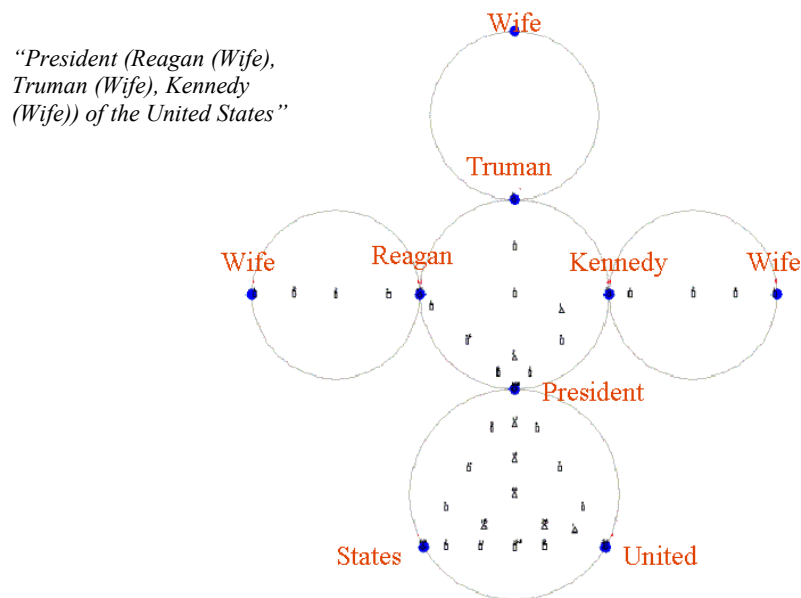 “President (Reagan (Wife),
Truman (Wife), Kennedy
(Wife)) of the United States”
Wife
Truman
Wife
Reagan
Kennedy
Wife
President
States
United